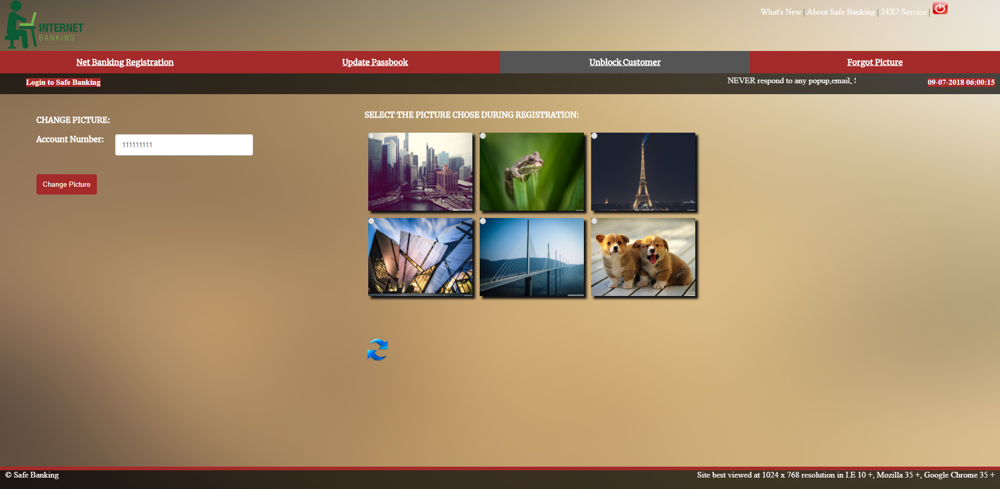 INTERNET
BANKING
What's New | About Safe Banking | 24X7 Service |
Net Banking Registration
Update Passbook
Unblock Customer
Forgot Picture
Login to Safe Banking
NEVER respond to any popup,email,
09-07-2018 06:00:15
CHANGE PICTURE:
Account Number:
111111111
Change Picture
SELECT THE PICTURE CHOSE DURING REGISTRATION:
© Safe Banking
Site best viewed at 1024 x 768 resolution in I.E 10 +, Mozilla 35 +, Google Chrome 35 +